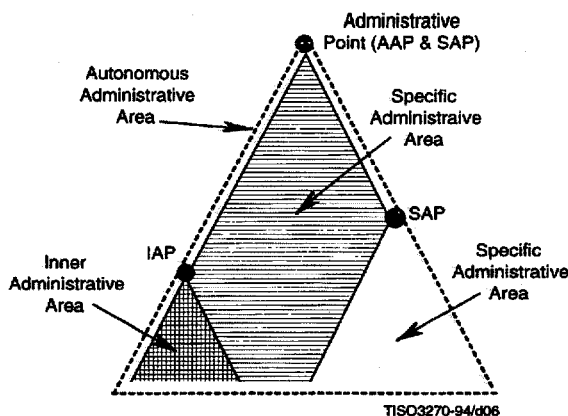 Administrative
Point (AAP & SAP)
Autonomous
Administrative
Area
Specific
Administraive
Area
SAP
IAP
Inner
Administrative
Area
Specific
Administrative
Area
TISO3270-94/d06